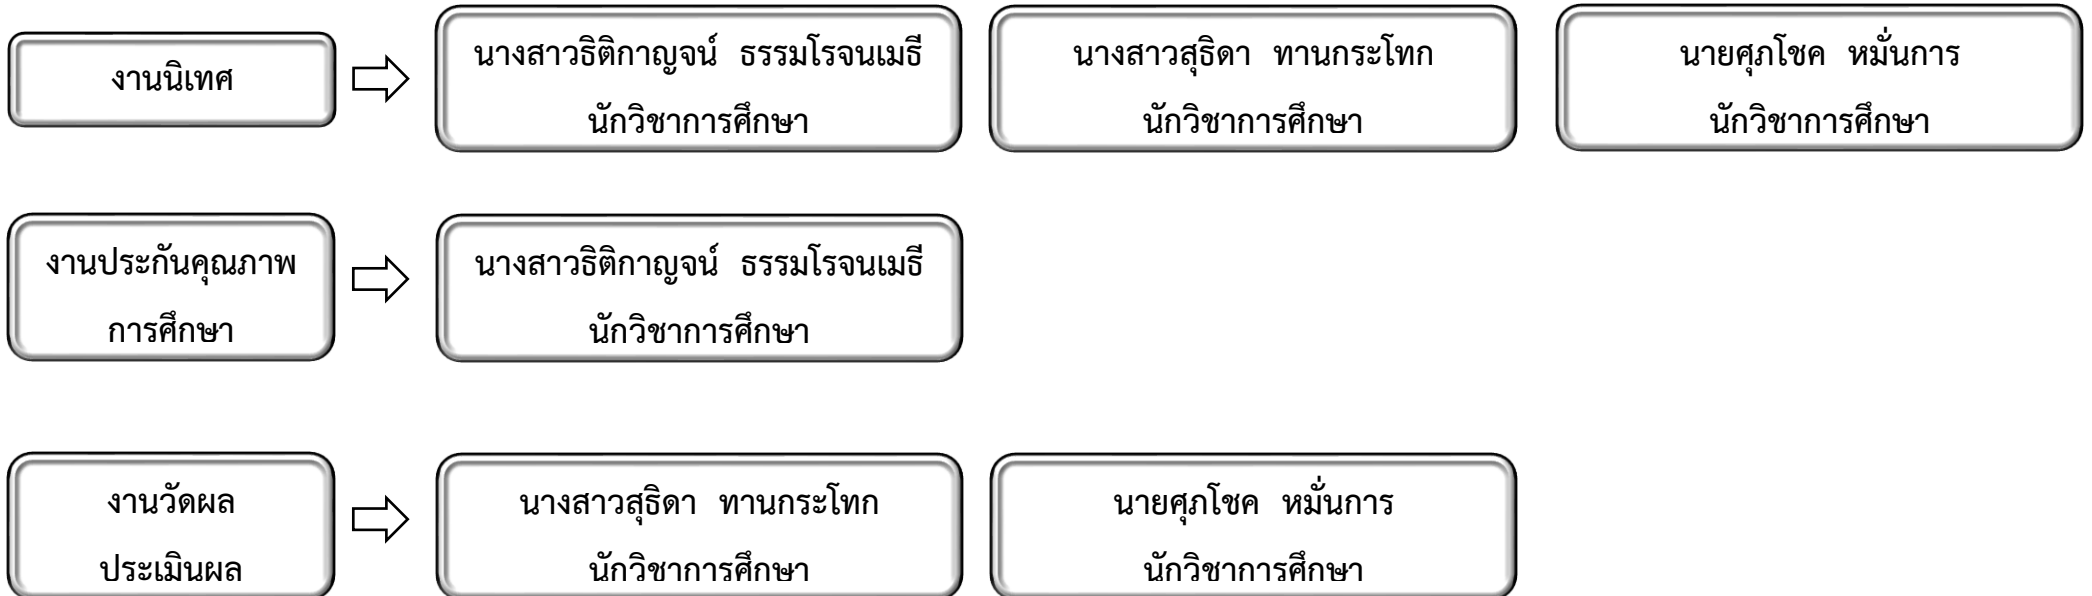 งานนิเทศ
นางสาวธิติกาญจน์ ธรรมโรจนเมธี
นักวิชาการศึกษา
นางสาวสุธิดา ทานกระโทก
นักวิชาการศึกษา
นายศุภโชค หมั่นการ
นักวิชาการศึกษา
งานประกันคุณภาพ
การศึกษา
นางสาวธิติกาญจน์ ธรรมโรจนเมธี
นักวิชาการศึกษา
งานวัดผล
ประเมินผล
นางสาวสุธิดา ทานกระโทก
นักวิชาการศึกษา
นายศุภโชค หมั่นการ
นักวิชาการศึกษา